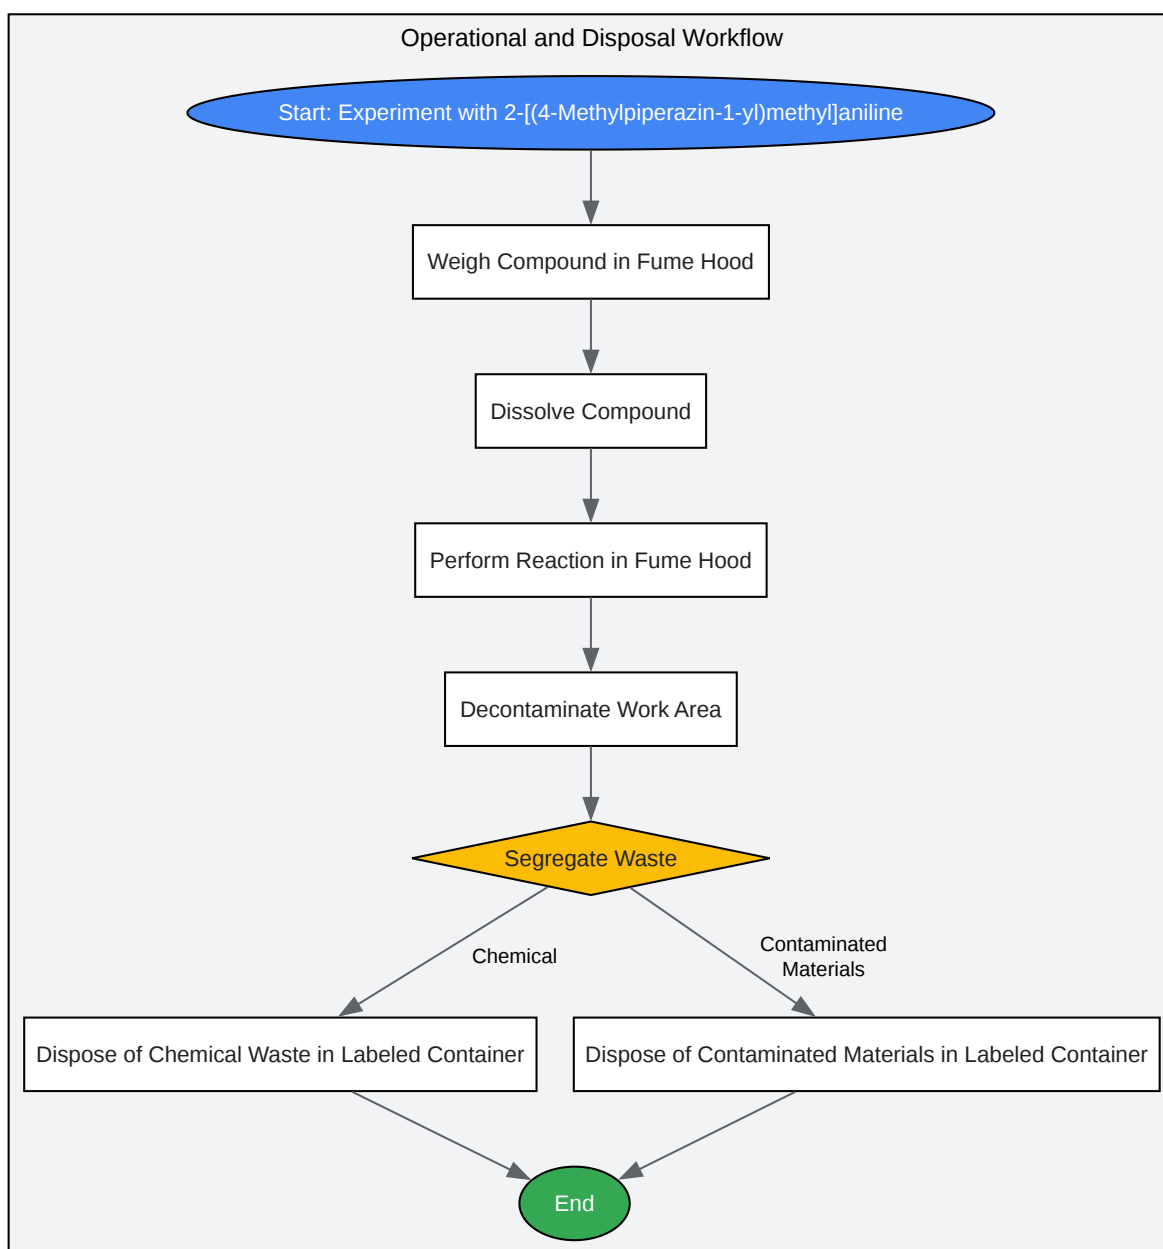 Operational and Disposal Workflow
Start: Experiment with 2-[(4-Methylpiperazin-1-yl)methyl]aniline
Weigh Compound in Fume Hood
Dissolve Compound
Perform Reaction in Fume Hood
Decontaminate Work Area
Segregate Waste
Chemical
Contaminated
Materials
Dispose of Chemical Waste in Labeled Container
Dispose of Contaminated Materials in Labeled Container
End